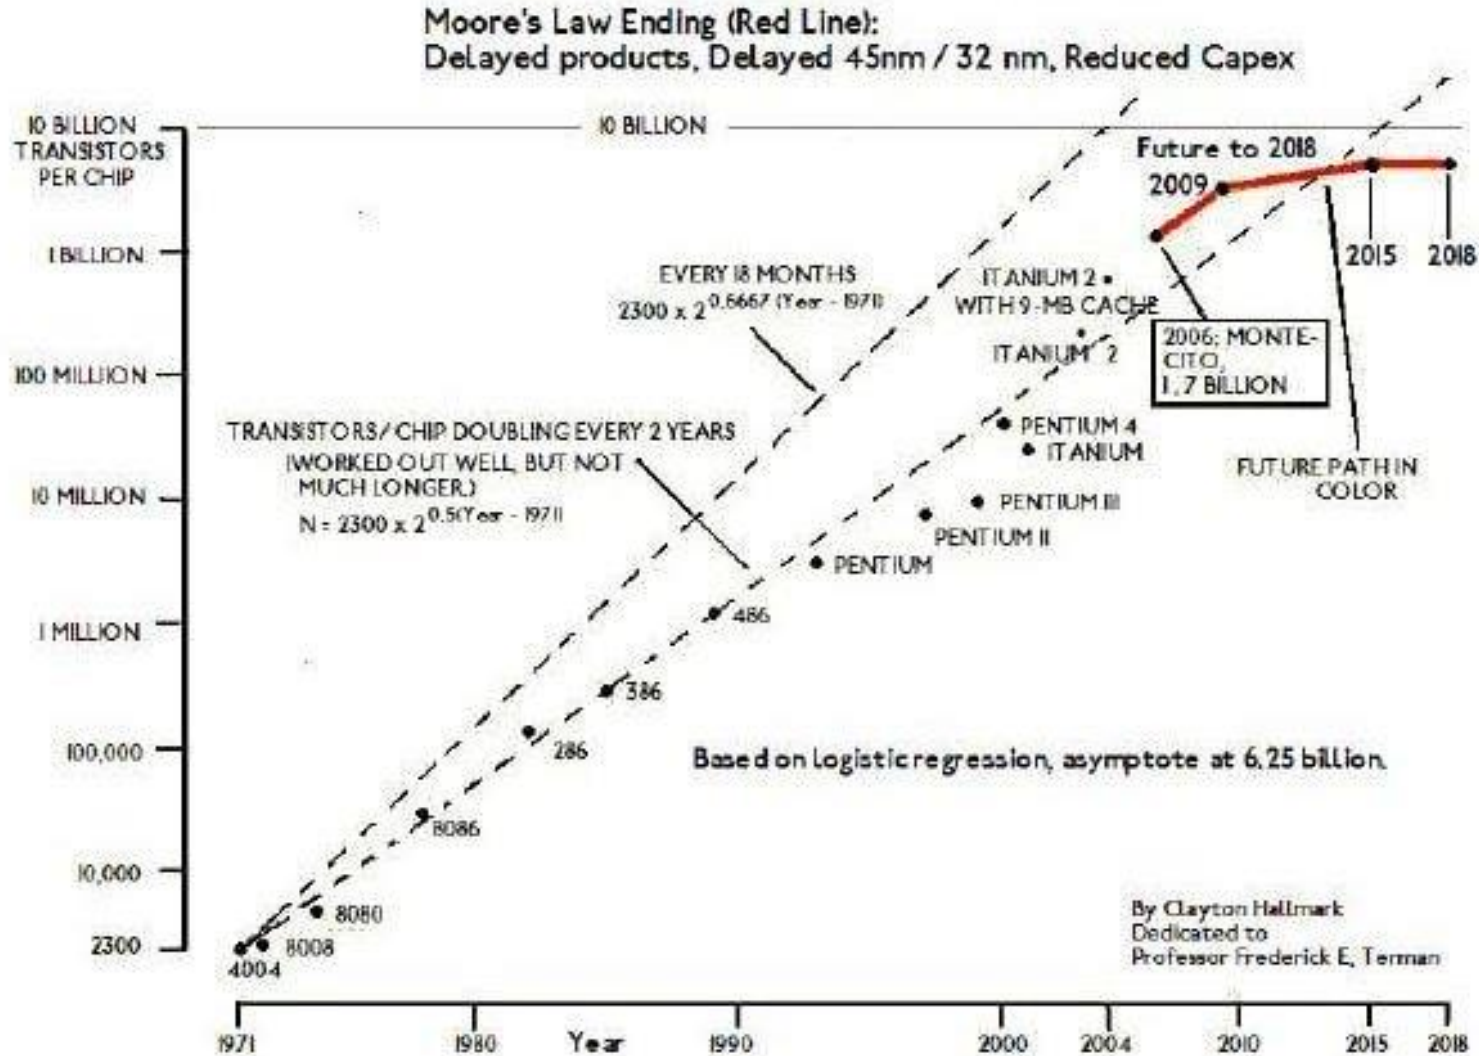 Moore's Law Ending (Red Line):
Delayed products, Delayed 45nm / 32 nm, Reduced Capex
10 BILLION
TRANSISTORS
PER CHIP
10 BILLION
Future to 2018
2009
1 BILLION
2015
2018
EVERY 18 MONTHS
2300 x 2^0.6667 (Year - 1971)
ITANIUM 2
WITH 9-MB CACHE
ITANIUM 2
2006: MONTE-
CITO,
1,7 BILLION
100 MILLION
TRANSISTORS/CHIP DOUBLING EVERY 2 YEARS
(WORKED OUT WELL, BUT NOT
MUCH LONGER.)
N = 2300 x 2^0.5(Year - 1971)
PENTIUM 4
ITANIUM
FUTURE PATH IN
COLOR
10 MILLION
PENTIUM III
PENTIUM II
PENTIUM
1 MILLION
486
386
100,000
286
Based on logistic regression, asymptote at 6,25 billion.
8086
10,000
8080
2300
8008
4004
By Clayton Hallmark
Dedicated to
Professor Frederick E, Terman
1971
1980
Year
1990
2000
2004
2010
2015
2018